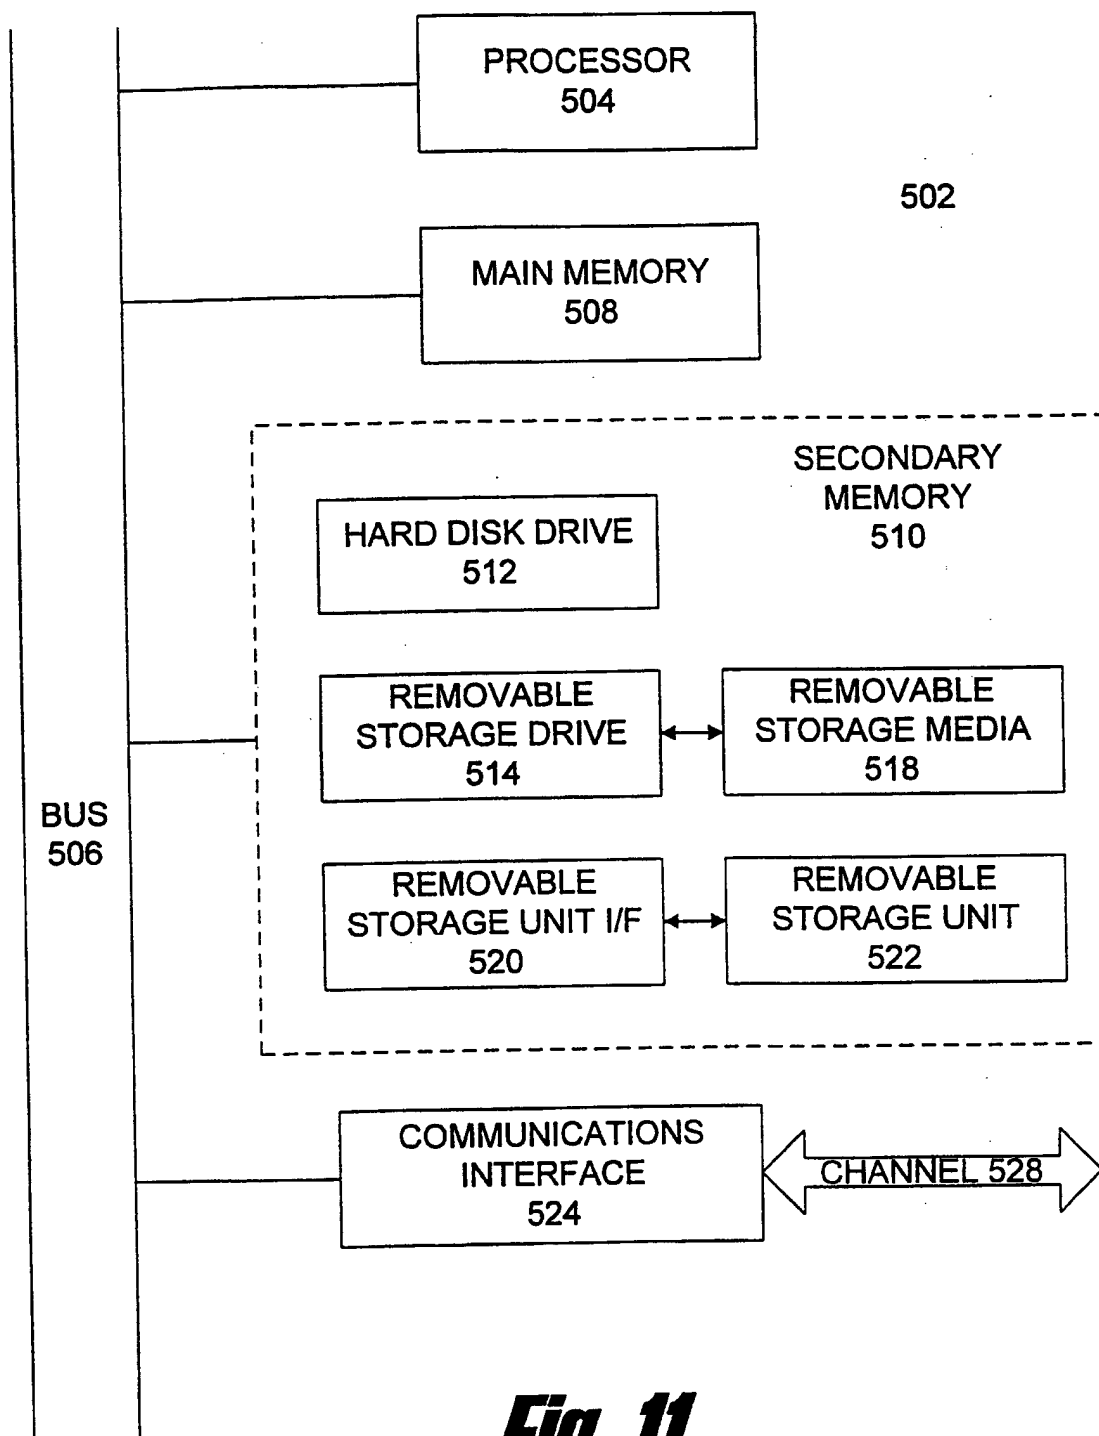 PROCESSOR
504
502
MAIN MEMORY
508
SECONDARY
MEMORY
510
HARD DISK DRIVE
512
REMOVABLE
STORAGE DRIVE
514
REMOVABLE
STORAGE MEDIA
518
BUS
506
REMOVABLE
STORAGE UNIT I/F
520
REMOVABLE
STORAGE UNIT
522
COMMUNICATIONS
INTERFACE
524
CHANNEL 528
Fig. 11